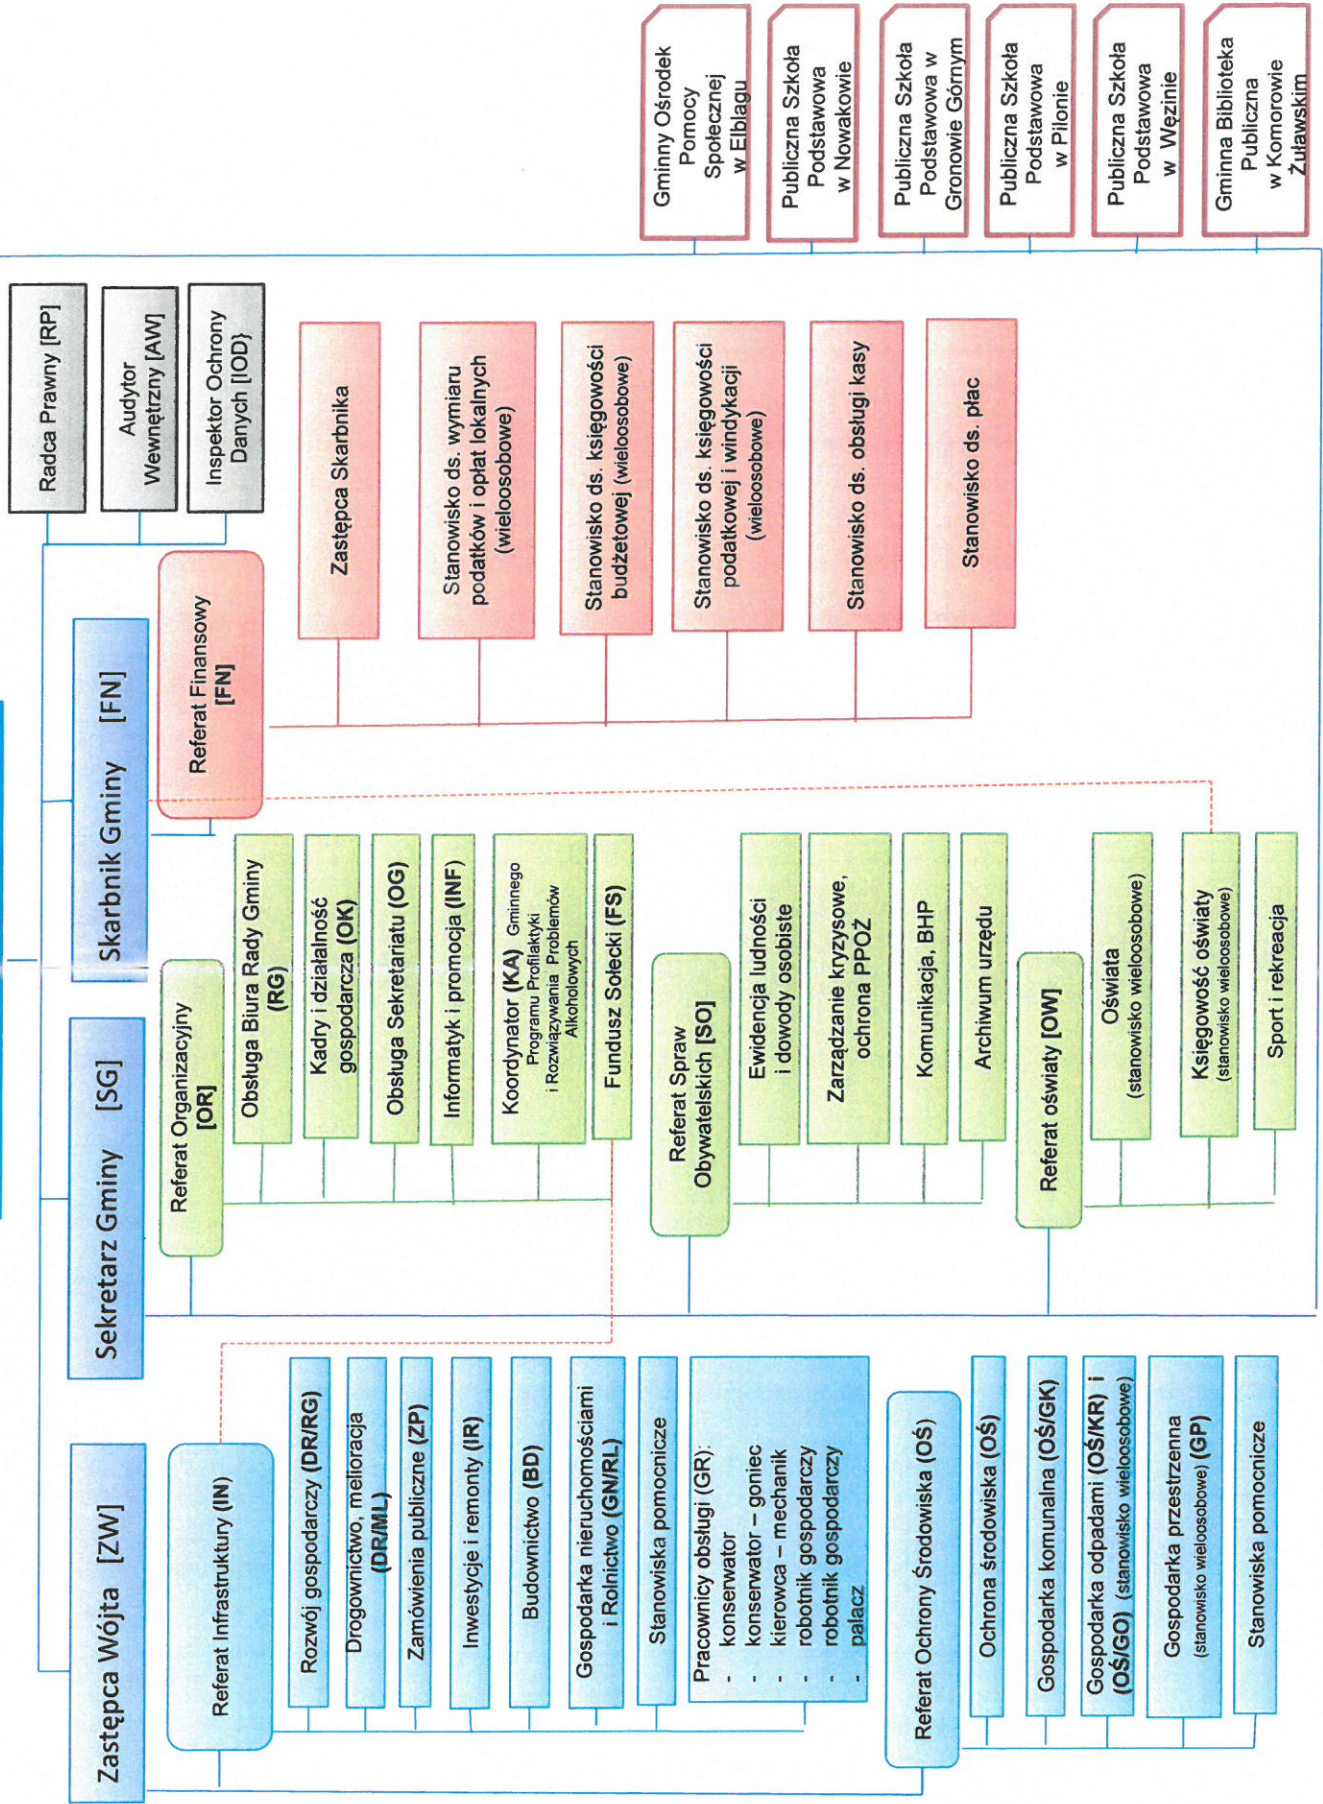 Zastępca Wójta [ZW]
Sekretarz Gminy [SG]
Skarbnik Gminy [FN]
Radca Prawny [RP]
Audytor
Wewnętrzny [AW]
Inspektor Ochrony
Danych [IOD}
Referat Infrastruktury (IN)
Rozwój gospodarczy (DR/RG)
Drogownictwo, melioracja
(DR/ML)
Zamówienia publiczne (ZP)
Inwestycje i remonty (IR)
Budownictwo (BD)
Gospodarka nieruchomościami
i Rolnictwo (GN/RL)
Stanowiska pomocnicze
Pracownicy obsługi (GR):
- konserwator
- konserwator – goniec
- kierowca – mechanik
- robotnik gospodarczy
- robotnik gospodarczy
- palacz
Referat Ochrony Środowiska (OŚ)
Ochrona środowiska (OŚ)
Gospodarka komunalna (OŚ/GK)
Gospodarka odpadami (OŚ/KR) i
(OŚ/GO) (stanowisko wieloosobowe)
Gospodarka przestrzenna
(stanowisko wieloosobowe) (GP)
Stanowiska pomocnicze
Referat Organizacyjny
[OR]
Obsługa Biura Rady Gminy
(RG)
Kadry i działalność
gospodarcza (OK)
Obsługa Sekretariatu (OG)
Informatyk i promocja (INF)
Koordynator (KA) Gminnego
Programu Profilaktyki
i Rozwiązywania Problemów
Alkoholowych
Fundusz Sołecki (FS)
Referat Spraw
Obywatelskich [SO]
Ewidencja ludności
i dowody osobiste
Zarządzanie kryzysowe,
ochrona PPOŻ
Komunikacja, BHP
Archiwum urzędu
Referat oświaty [OW]
Oświata
(stanowisko wieloosobowe)
Księgowość oświaty
(stanowisko wieloosobowe)
Sport i rekreacja
Referat Finansowy
[FN]
Zastępca Skarbnika
Stanowisko ds. wymiaru
podatków i opłat lokalnych
(wieloosobowe)
Stanowisko ds. księgowości
budżetowej (wieloosobowe)
Stanowisko ds. księgowości
podatkowej i windykacji
(wieloosobowe)
Stanowisko ds. obsługi kasy
Stanowisko ds. płac
Gminny Ośrodek
Pomocy
Społecznej
w Elblągu
Publiczna Szkoła
Podstawowa
w Nowakowie
Publiczna Szkoła
Podstawowa w
Gronowie Górnym
Publiczna Szkoła
Podstawowa
w Pilonie
Publiczna Szkoła
Podstawowa
w Węzinie
Gminna Biblioteka
Publiczna
w Komorowie
Żuławskim